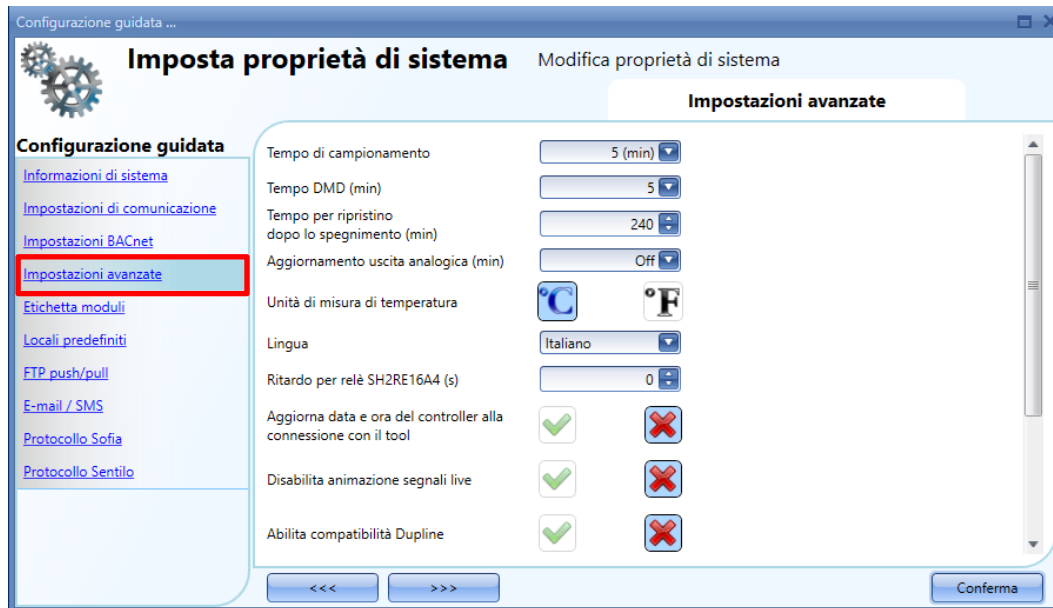 Configurazione guidata ...
Imposta proprietà di sistema
Modifica proprietà di sistema
Impostazioni avanzate
Configurazione guidata
Informazioni di sistema
Impostazioni di comunicazione
Impostazioni BACnet
Impostazioni avanzate
Etichetta moduli
Locali predefiniti
FTP push/pull
E-mail / SMS
Protocollo Sofia
Protocollo Sentilo
Tempo di campionamento
5 (min)
Tempo DMD (min)
5
Tempo per ripristino
dopo lo spegnimento (min)
240
Aggiornamento uscita analogica (min)
Off
Unità di misura di temperatura
°C
°F
Lingua
Italiano
Ritardo per relè SH2RE16A4 (s)
0
Aggiorna data e ora del controller alla
connessione con il tool
Disabilita animazione segnali live
Abilita compatibilità Dupline
<<<
>>>
Conferma